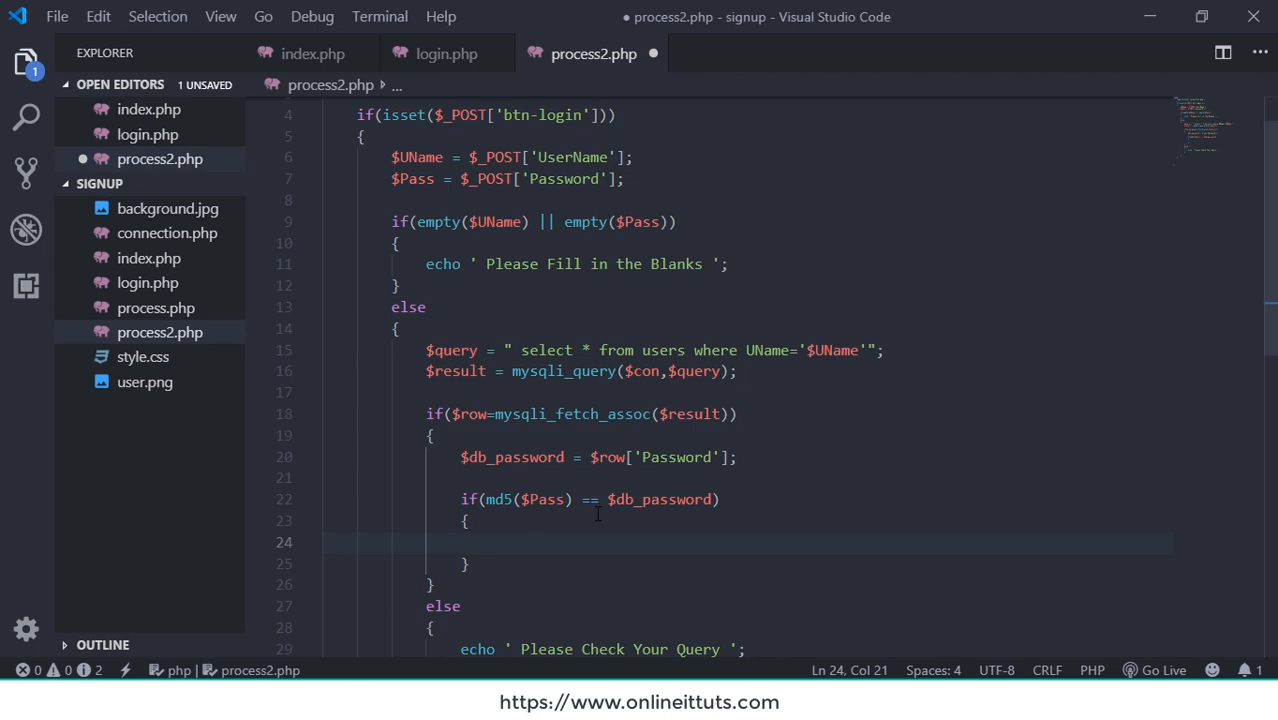 File Edit Selection View Go Debug Terminal Help
● process2.php - signup - Visual Studio Code
EXPLORER
index.php
login.php
process2.php
OPEN EDITORS 1 UNSAVED
index.php
login.php
process2.php
SIGNUP
background.jpg
connection.php
index.php
login.php
process.php
process2.php
style.css
user.png
OUTLINE
1
process2.php › ...
4 if(isset($_POST['btn-login']))
5 {
6 $UName = $_POST['UserName'];
7 $Pass = $_POST['Password'];
8
9 if(empty($UName) || empty($Pass))
10 {
11 echo ' Please Fill in the Blanks ';
12 }
13 else
14 {
15 $query = " select * from users where UName='$UName'";
16 $result = mysqli_query($con,$query);
17
18 if($row=mysqli_fetch_assoc($result))
19 {
20 $db_password = $row['Password'];
21
22 if(md5($Pass) == $db_password)
23 {
24
25 }
26 }
27 else
28 {
29 echo ' Please Check Your Query ';
0 0 2 php | process2.php
Ln 24, Col 21 Spaces: 4 UTF-8 CRLF PHP Go Live 1
https://www.onlineittuts.com